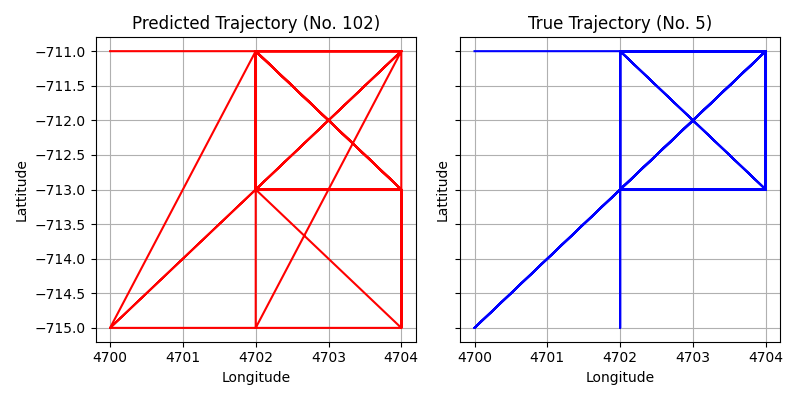 Predicted Trajectory (No. 102)
True Trajectory (No. 5)
Lattitude
−711.0
−711.5
−712.0
−712.5
−713.0
−713.5
−714.0
−714.5
−715.0
4700 4701 4702 4703 4704
Longitude
Lattitude
4700 4701 4702 4703 4704
Longitude